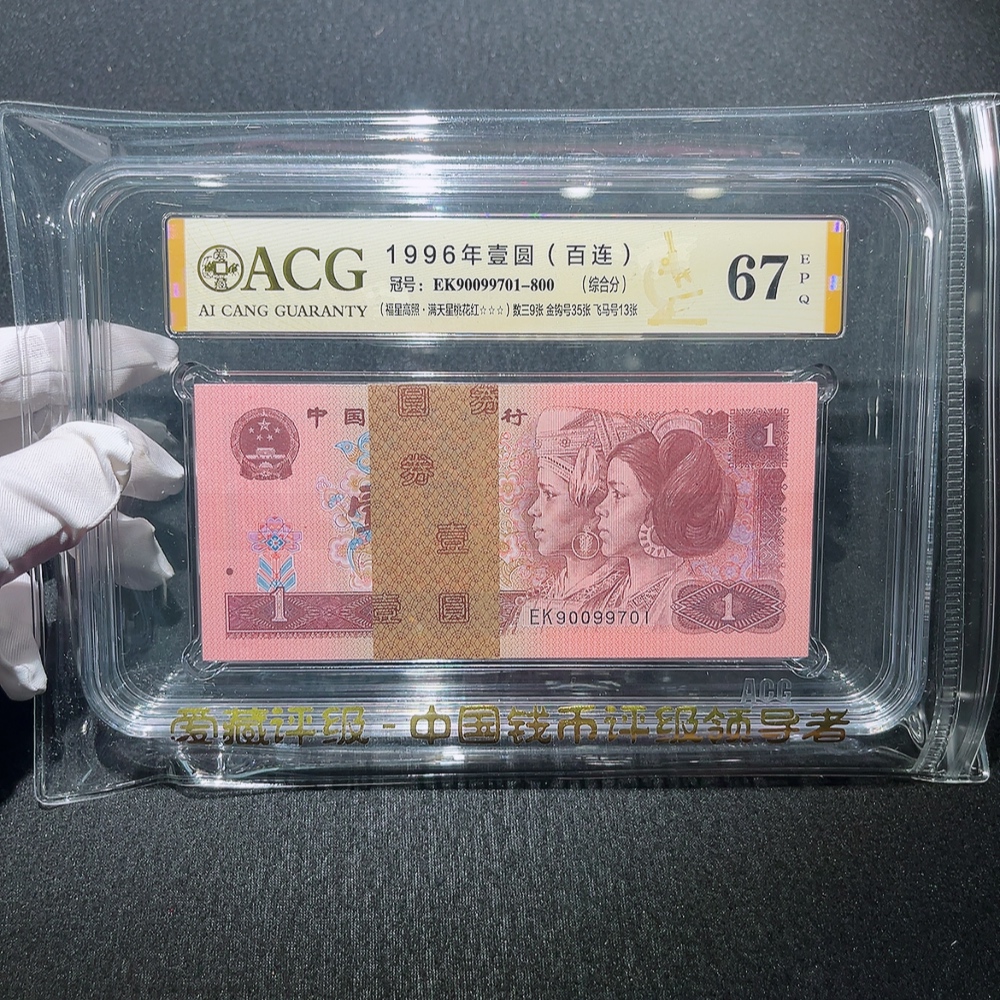 ACG
AI CANG GUARANTY
1996年壹圆（百连）
冠号：EK90099701-800 （综合分）
（福星高照·满天星桃花红☆☆☆）数三9张 金钩号35张 飞马号13张
67
EPQ
中国 行
圆 券
券
壹
壹 圆
1
1
EK90099701
1
ACG
爱藏评级-中国钱币评级领导者